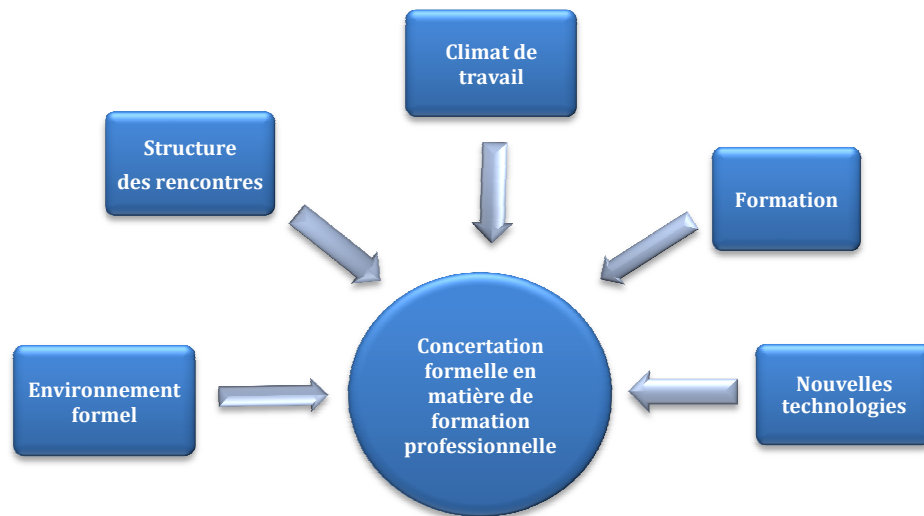 Climat de
travail
Structure
des rencontres
Formation
Concertation
formelle en
matière de
formation
professionnelle
Environnement
formel
Nouvelles
technologies